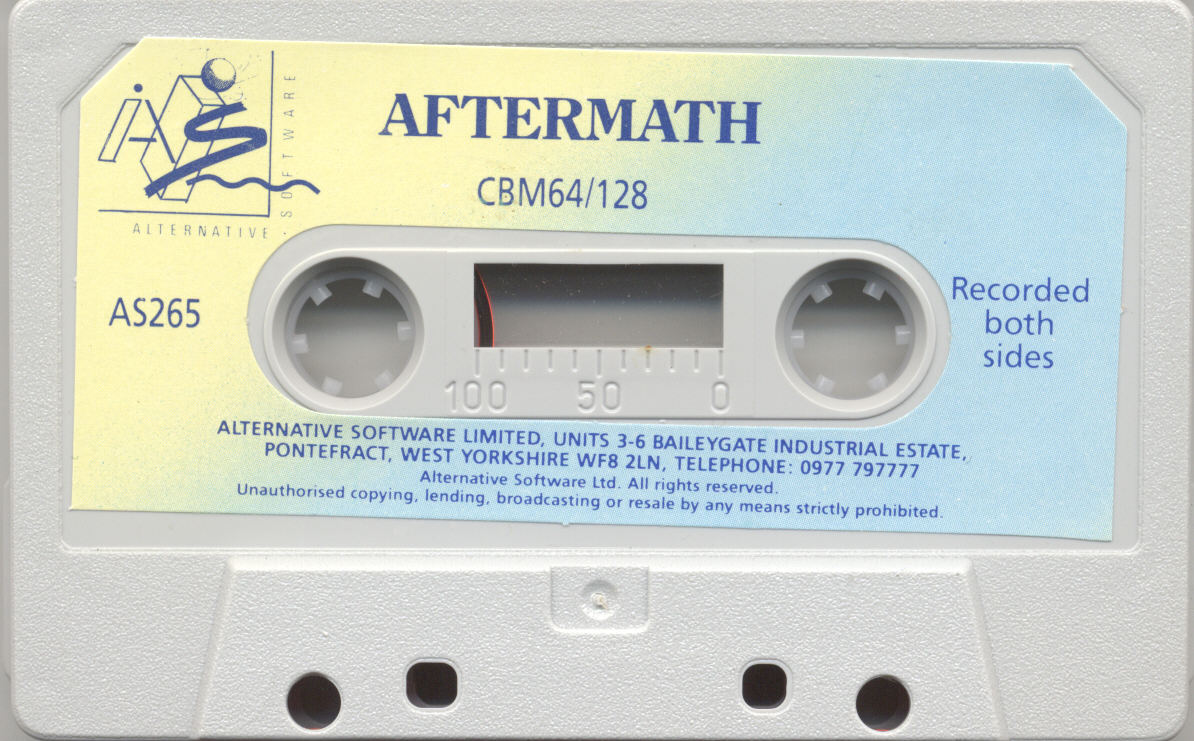 AS
SOFTWARE
ALTERNATIVE
AFTERMATH
CBM64/128
AS265
Recorded
both
sides
100 50 0
ALTERNATIVE SOFTWARE LIMITED, UNITS 3-6 BAILEYGATE INDUSTRIAL ESTATE,
PONTEFRACT, WEST YORKSHIRE WF8 2LN, TELEPHONE: 0977 797777
Alternative Software Ltd. All rights reserved.
Unauthorised copying, lending, broadcasting or resale by any means strictly prohibited.